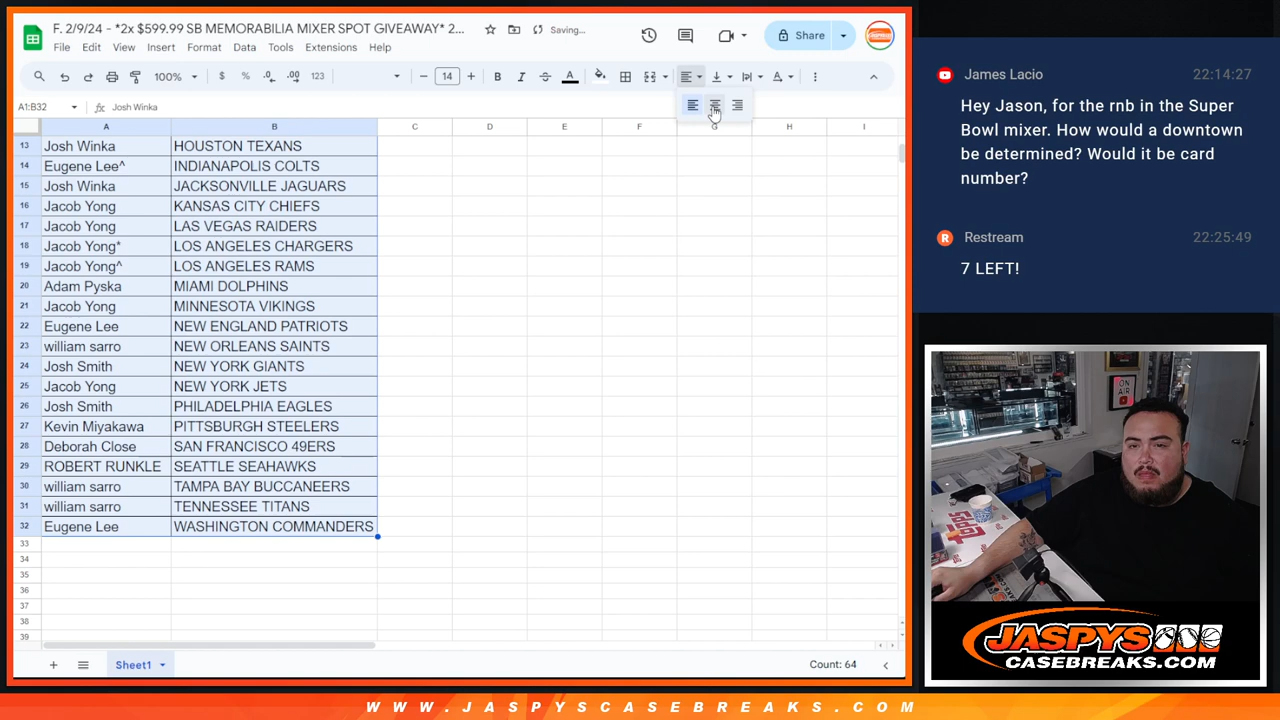 F. 2/9/24 - *2x $599.99 SB MEMORABILIA MIXER SPOT GIVEAWAY* 2...
Saving...
File Edit View Insert Format Data Tools Extensions Help
Share
100% $ % .0 .00 123 14 B I A
A1:B32 fx Josh Winka
A B C D E F G H I
13 Josh Winka HOUSTON TEXANS
14 Eugene Lee^ INDIANAPOLIS COLTS
15 Josh Winka JACKSONVILLE JAGUARS
16 Jacob Yong KANSAS CITY CHIEFS
17 Jacob Yong LAS VEGAS RAIDERS
18 Jacob Yong* LOS ANGELES CHARGERS
19 Jacob Yong^ LOS ANGELES RAMS
20 Adam Pyska MIAMI DOLPHINS
21 Jacob Yong MINNESOTA VIKINGS
22 Eugene Lee NEW ENGLAND PATRIOTS
23 william sarro NEW ORLEANS SAINTS
24 Josh Smith NEW YORK GIANTS
25 Jacob Yong NEW YORK JETS
26 Josh Smith PHILADELPHIA EAGLES
27 Kevin Miyakawa PITTSBURGH STEELERS
28 Deborah Close SAN FRANCISCO 49ERS
29 ROBERT RUNKLE SEATTLE SEAHAWKS
30 william sarro TAMPA BAY BUCCANEERS
31 william sarro TENNESSEE TITANS
32 Eugene Lee WASHINGTON COMMANDERS
33
34
35
36
37
38
39
Sheet1
Count: 64
James Lacio 22:14:27
Hey Jason, for the rnb in the Super
Bowl mixer. How would a downtown
be determined? Would it be card
number?
Restream 22:25:49
7 LEFT!
ON
AIR
topps
JASPYS
CASEBREAKS.COM
WWW.JASPYSCASEBREAKS.COM